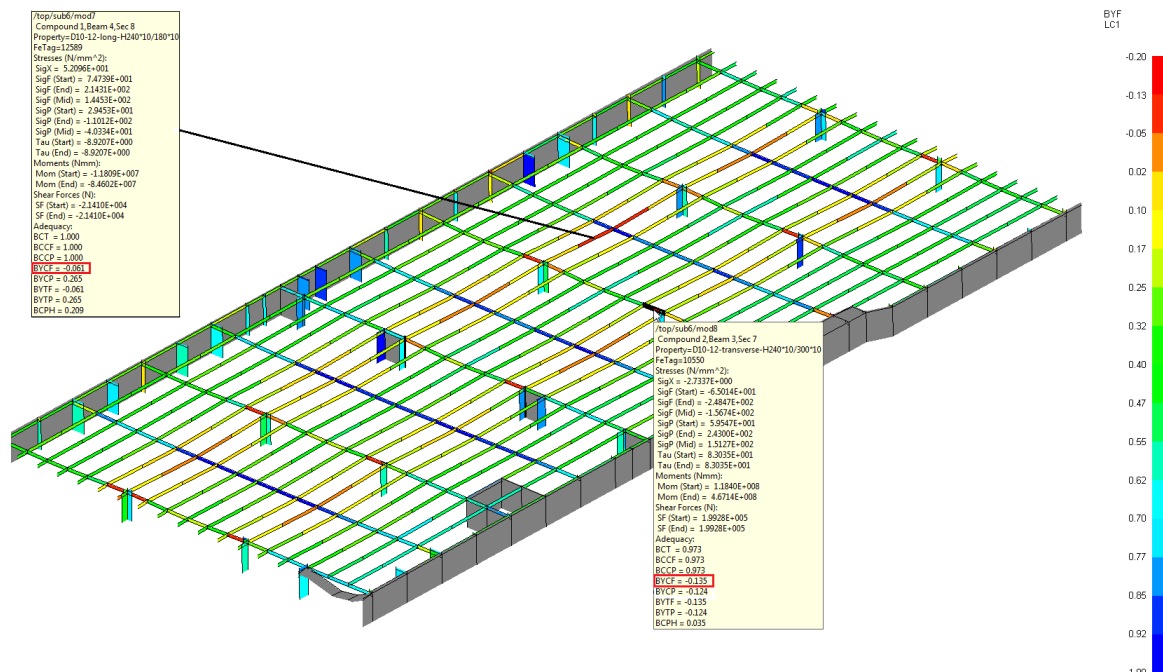 /top/sub6/mod7
Compound 1,Beam 4,Sec 8
Property=D10-12-long-H240*10/180*10
FeTag=12589
Stresses (N/mm^2):
SigX = 5.2096E+001
SigF (Start) = 7.4739E+001
SigF (End) = 2.1431E+002
SigF (Mid) = 1.4453E+002
SigP (Start) = 2.9453E+001
SigP (End) = -1.1012E+002
SigP (Mid) = -4.0334E+001
Tau (Start) = -8.9207E+000
Tau (End) = -8.9207E+000
Moments (Nmm):
Mom (Start) = -1.1809E+007
Mom (End) = -8.4602E+007
Shear Forces (N):
SF (Start) = -2.1410E+004
SF (End) = -2.1410E+004
Adequacy:
BCT = 1.000
BCCF = 1.000
BCCP = 1.000
BYCF = -0.061
BYCP = 0.265
BYTF = -0.061
BYTP = 0.265
BCPH = 0.209
/top/sub6/mod8
Compound 2,Beam 3,Sec 7
Property=D10-12-transverse-H240*10/300*10
FeTag=10550
Stresses (N/mm^2):
SigX = -2.7337E+000
SigF (Start) = -6.5014E+001
SigF (End) = -2.4847E+002
SigF (Mid) = -1.5674E+002
SigP (Start) = 5.9547E+001
SigP (End) = 2.4300E+002
SigP (Mid) = 1.5127E+002
Tau (Start) = 8.3035E+001
Tau (End) = 8.3035E+001
Moments (Nmm):
Mom (Start) = 1.1840E+008
Mom (End) = 4.6714E+008
Shear Forces (N):
SF (Start) = 1.9928E+005
SF (End) = 1.9928E+005
Adequacy:
BCT = 0.973
BCCF = 0.973
BCCP = 0.973
BYCF = -0.135
BYCP = -0.124
BYTF = -0.135
BYTP = -0.124
BCPH = 0.035
BYF
LC1
-0.20
-0.13
-0.05
0.02
0.10
0.17
0.25
0.32
0.40
0.47
0.55
0.62
0.70
0.77
0.85
0.92
1.00